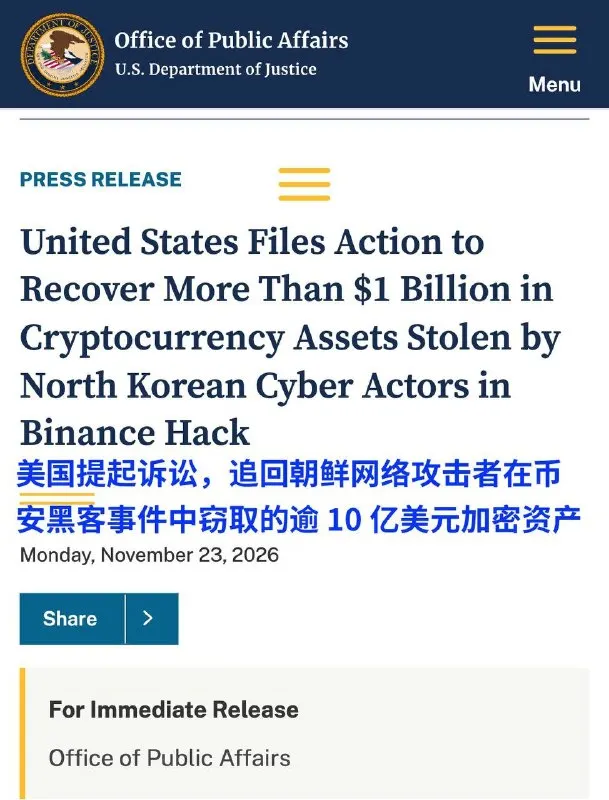 Office of Public Affairs
U.S. Department of Justice
Menu
PRESS RELEASE
United States Files Action to
Recover More Than $1 Billion in
Cryptocurrency Assets Stolen by
North Korean Cyber Actors in
Binance Hack
美国提起诉讼，追回朝鲜网络攻击者在币
安黑客事件中窃取的逾 10 亿美元加密资产
Monday, November 23, 2026
Share
For Immediate Release
Office of Public Affairs